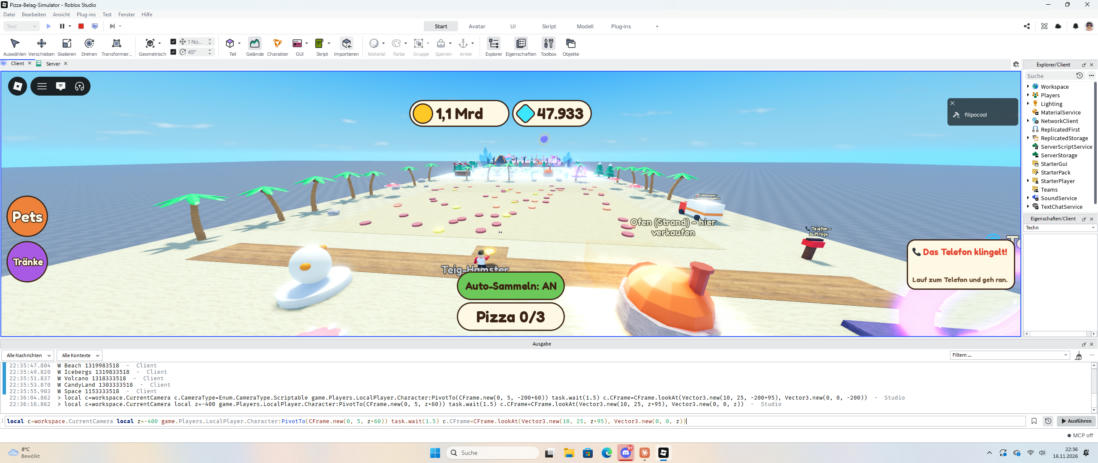 Pizza-Belag-Simulator - Roblox Studio
Datei Bearbeiten Ansicht Plug-ins Test Fenster Hilfe
Test
Start Avatar UI Skript Modell Plug-ins +
Auswählen Verschieben Skalieren Drehen Transformer... Geometrisch 1 No... 45° Teil Gelände Charakter GUI Skript Importieren Material Farbe Gruppe Sperren Anker Explorer Eigenschaften Toolbox Objekte
Client Server
1,1 Mrd 47.933
filipocool
Pets
Tränke
Ofen (Strand) – hier
verkaufen
Teig-Hamster
Auto-Sammeln: AN
Pizza 0/3
Das Telefon klingelt!
Lauf zum Telefon und geh ran.
Explorer/Client
Suche
Workspace
Players
Lighting
MaterialService
NetworkClient
ReplicatedFirst
ReplicatedStorage
ServerScriptService
ServerStorage
StarterGui
StarterPack
StarterPlayer
Teams
SoundService
TextChatService
Eigenschaften/Client
Ausgabe
Alle Nachrichten Alle Kontexte Filtern: ...
22:35:47.804 W Beach 1319983518 - Client
22:35:49.820 W Icebergs 1319833518 - Client
22:35:51.837 W Volcano 1318333518 - Client
22:35:53.870 W CandyLand 1303333518 - Client
22:35:55.903 W Space 1153333518 - Client
22:36:04.862 > local c=workspace.CurrentCamera c.CameraType=Enum.CameraType.Scriptable game.Players.LocalPlayer.Character:PivotTo(CFrame.new(0, 5, -200+60)) task.wait(1.5) c.CFrame=CFrame.lookAt(Vector3.new(10, 25, -200+95), Vector3.new(0, 0, -200)) - Studio
22:36:18.862 > local c=workspace.CurrentCamera local z=-400 game.Players.LocalPlayer.Character:PivotTo(CFrame.new(0, 5, z+60)) task.wait(1.5) c.CFrame=CFrame.lookAt(Vector3.new(10, 25, z+95), Vector3.new(0, 0, z)) - Studio
local c=workspace.CurrentCamera local z=-400 game.Players.LocalPlayer.Character:PivotTo(CFrame.new(0, 5, z+60)) task.wait(1.5) c.CFrame=CFrame.lookAt(Vector3.new(10, 25, z+95), Vector3.new(0, 0, z))
Ausführen
MCP off
8°C
Bewölkt
Suche
22:36
16.11.2026